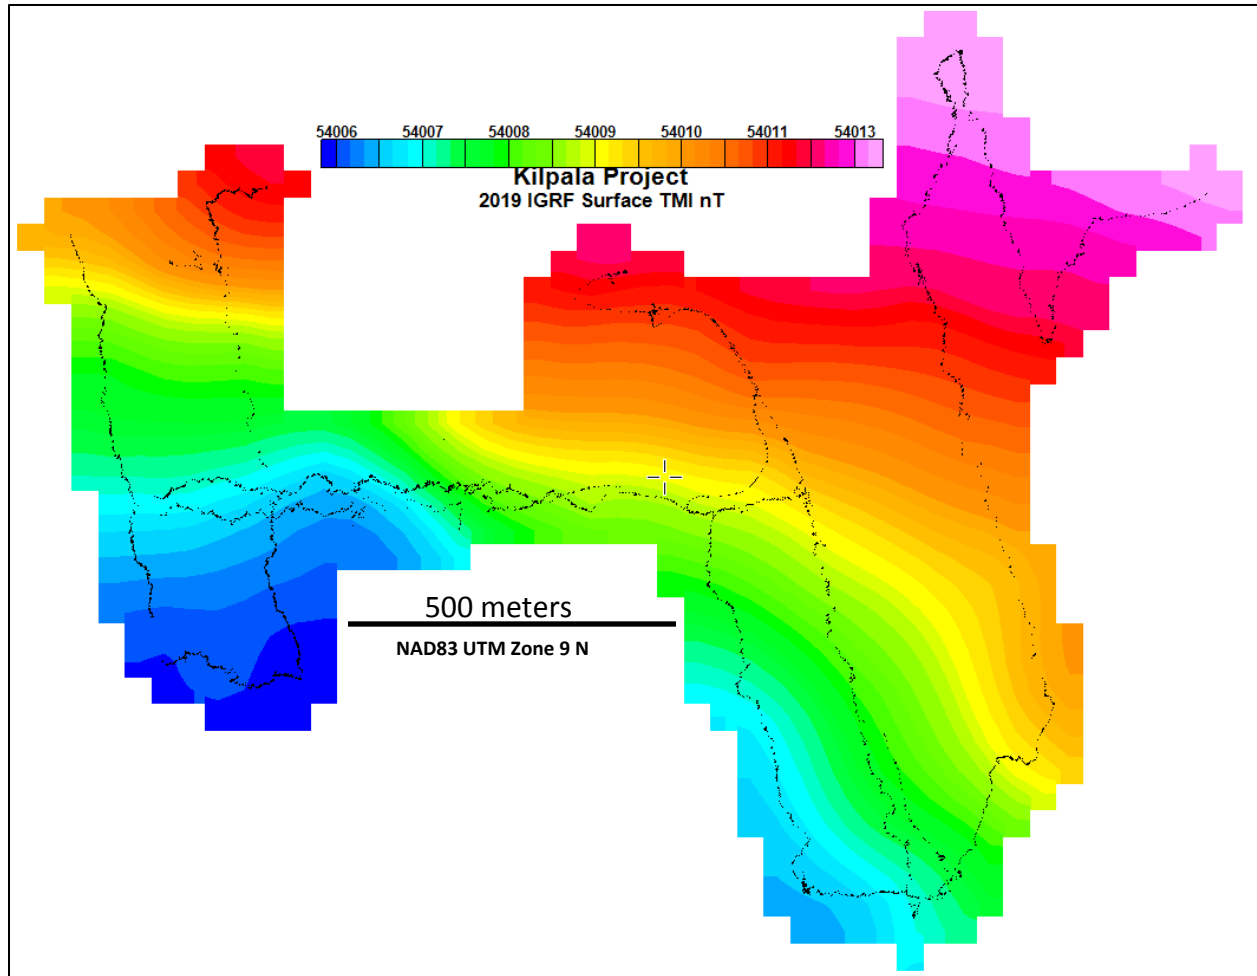 54006 54007 54008 54009 54010 54011 54013
Kilpala Project
2019 IGRF Surface TMI nT
500 meters
NAD83 UTM Zone 9 N